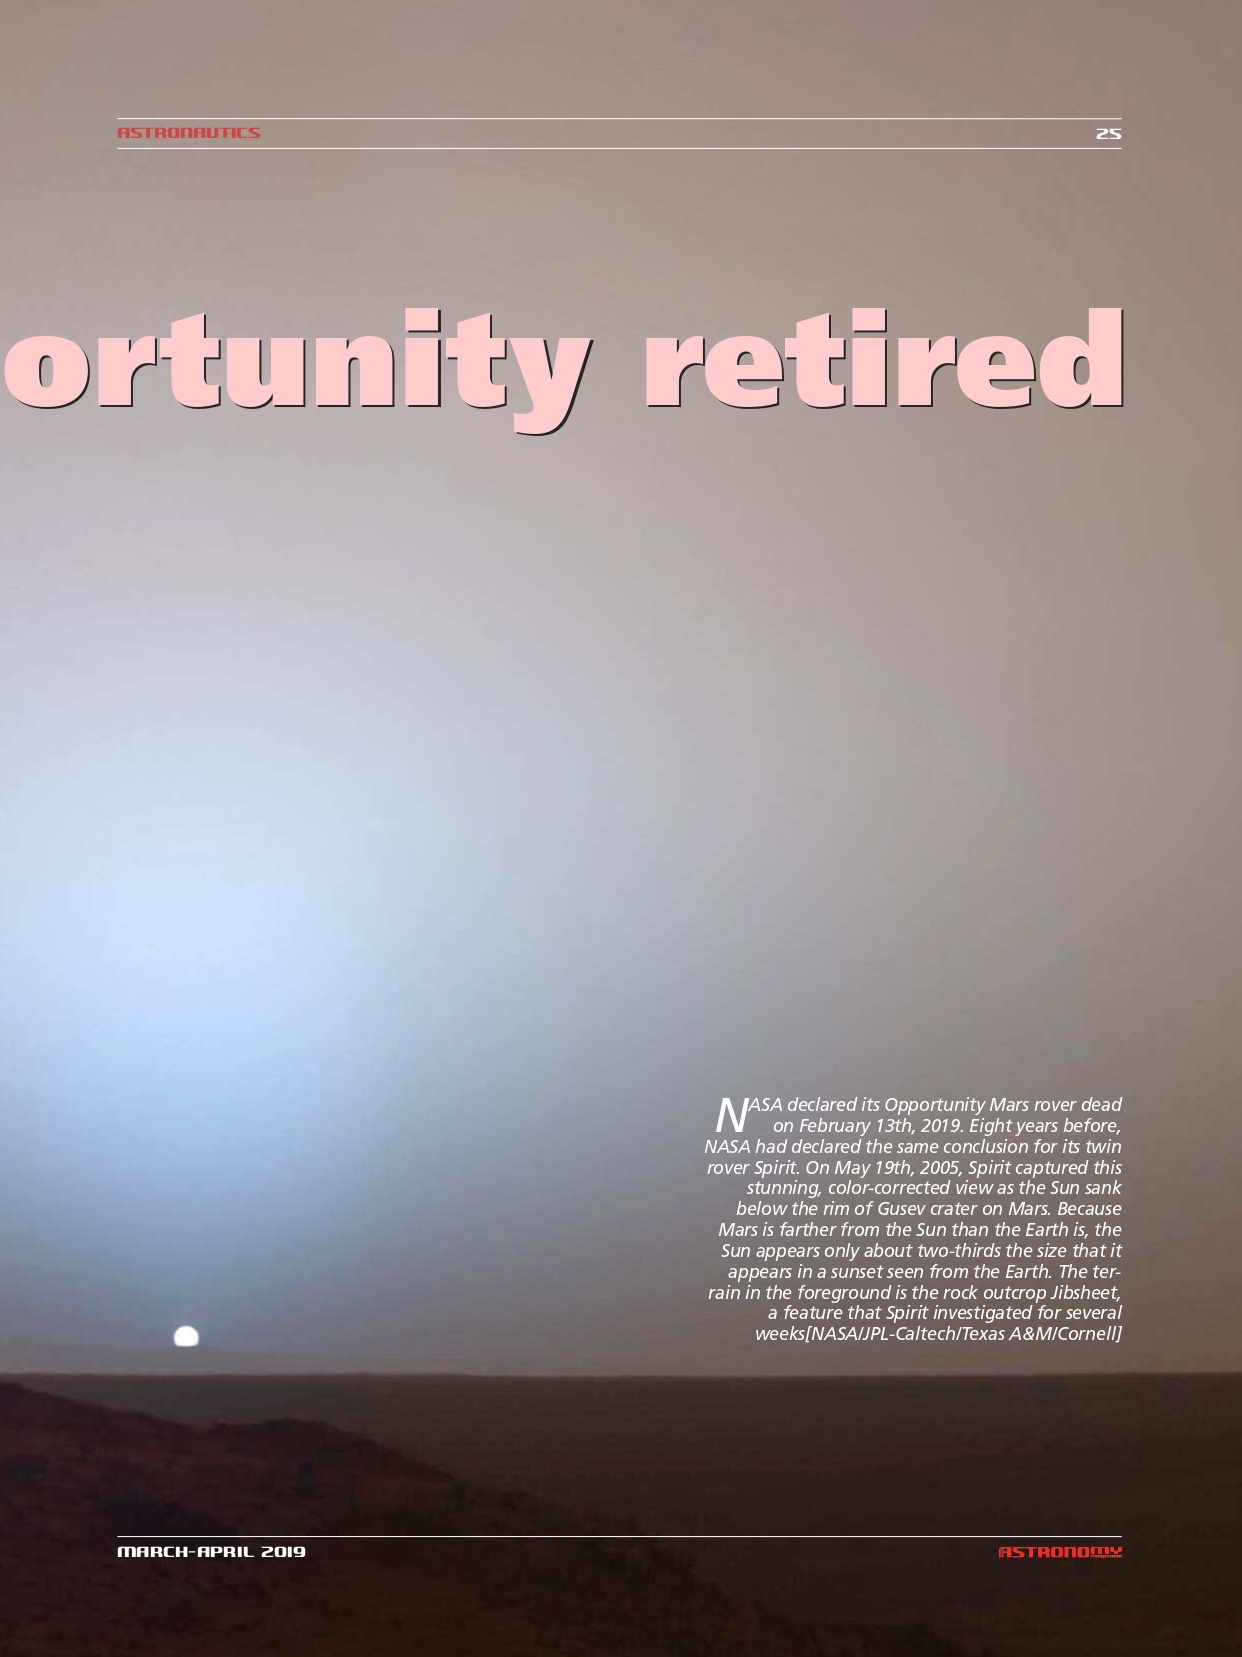 ASTRONAUTICS 25
ortunity retired
NASA declared its Opportunity Mars rover dead
on February 13th, 2019. Eight years before,
NASA had declared the same conclusion for its twin
rover Spirit. On May 19th, 2005, Spirit captured this
stunning, color-corrected view as the Sun sank
below the rim of Gusev crater on Mars. Because
Mars is farther from the Sun than the Earth is, the
Sun appears only about two-thirds the size that it
appears in a sunset seen from the Earth. The ter-
rain in the foreground is the rock outcrop Jibsheet,
a feature that Spirit investigated for several
weeks[NASA/JPL-Caltech/Texas A&M/Cornell]
MARCH-APRIL 2019 ASTRONOMY